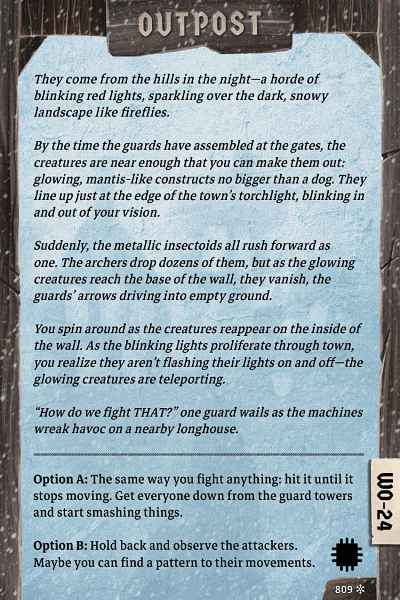 OUTPOST
They come from the hills in the night—a horde of
blinking red lights, sparkling over the dark, snowy
landscape like fireflies.
By the time the guards have assembled at the gates, the
creatures are near enough that you can make them out:
glowing, mantis-like constructs no bigger than a dog. They
line up just at the edge of the town’s torchlight, blinking in
and out of your vision.
Suddenly, the metallic insectoids all rush forward as
one. The archers drop dozens of them, but as the glowing
creatures reach the base of the wall, they vanish, the
guards’ arrows driving into empty ground.
You spin around as the creatures reappear on the inside of
the wall. As the blinking lights proliferate through town,
you realize they aren’t flashing their lights on and off—the
glowing creatures are teleporting.
“How do we fight THAT?” one guard wails as the machines
wreak havoc on a nearby longhouse.
Option A: The same way you fight anything: hit it until it
stops moving. Get everyone down from the guard towers
and start smashing things.
Option B: Hold back and observe the attackers.
Maybe you can find a pattern to their movements.
WO-24
809